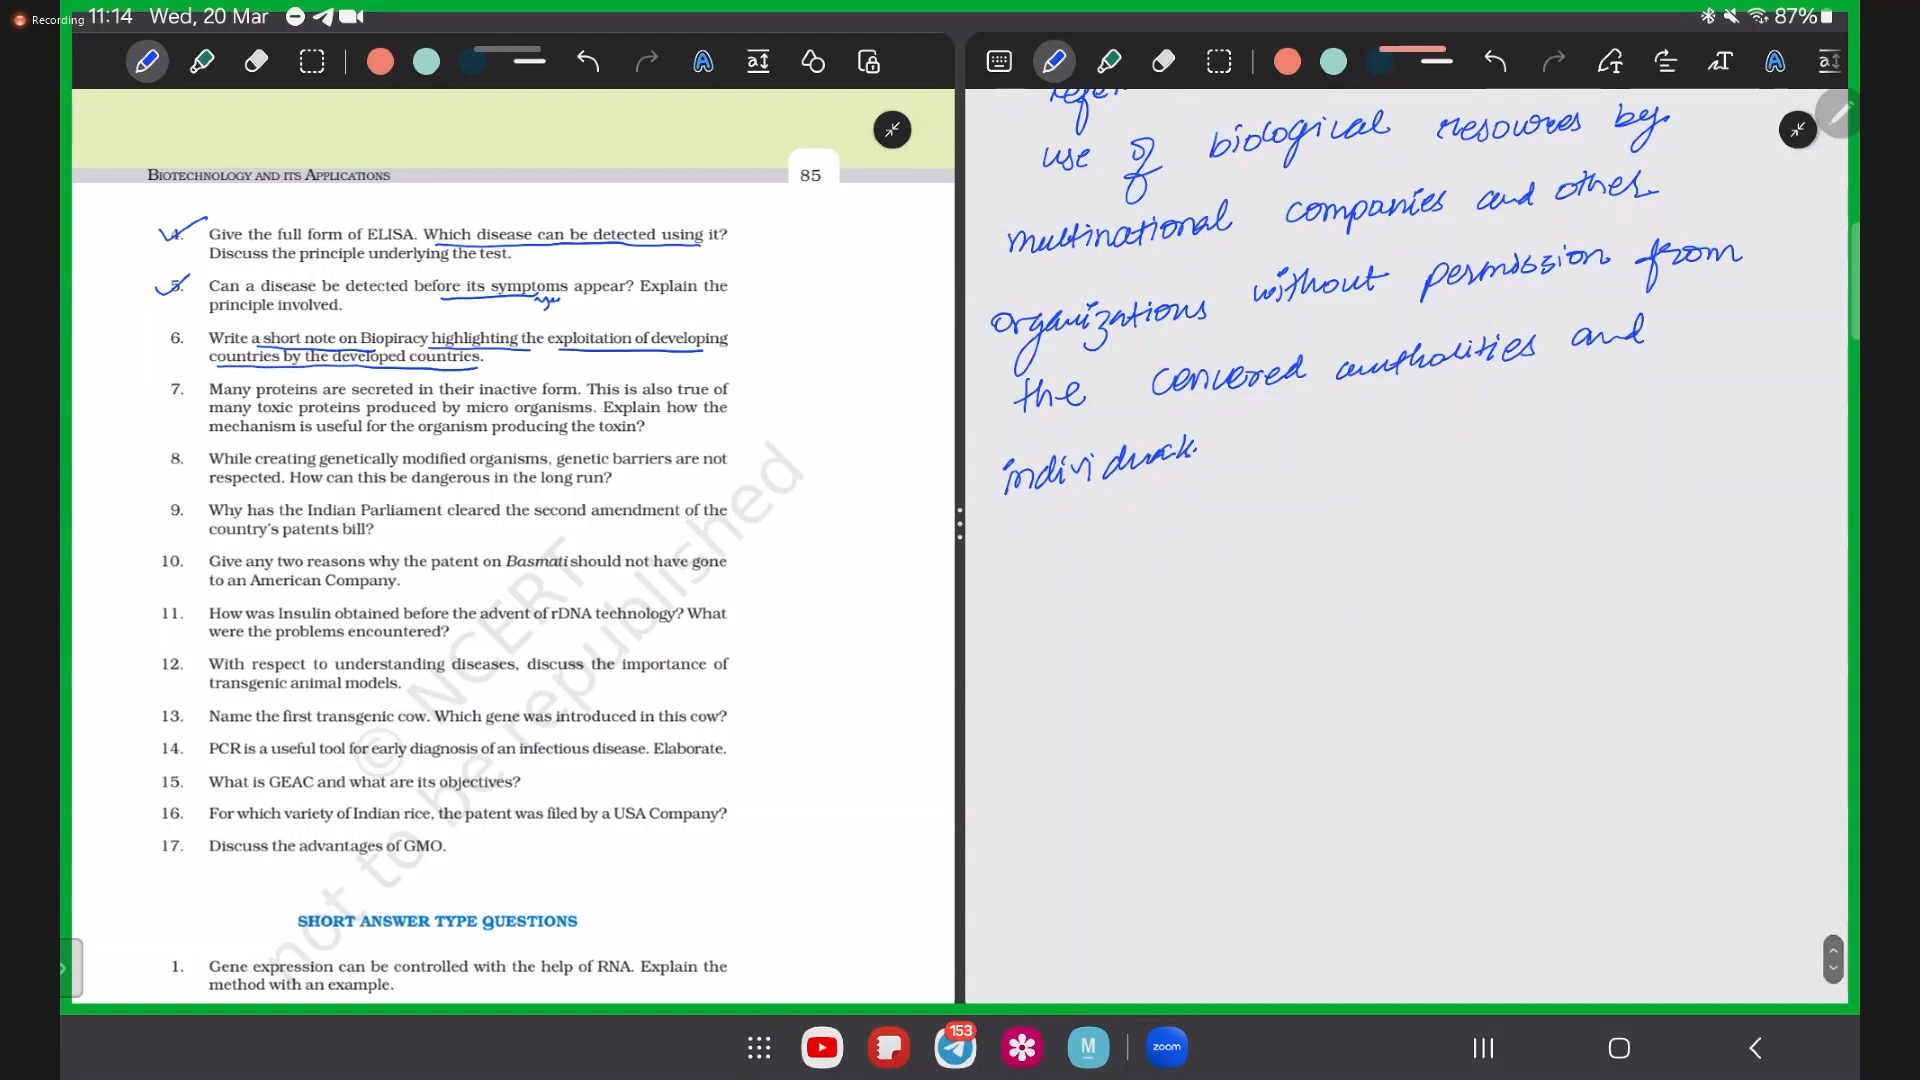 Recording 11:14 Wed, 20 Mar 87%
BIOTECHNOLOGY AND ITS APPLICATIONS 85
4. Give the full form of ELISA. Which disease can be detected using it?
Discuss the principle underlying the test.
5. Can a disease be detected before its symptoms appear? Explain the
principle involved.
6. Write a short note on Biopiracy highlighting the exploitation of developing
countries by the developed countries.
7. Many proteins are secreted in their inactive form. This is also true of
many toxic proteins produced by micro organisms. Explain how the
mechanism is useful for the organism producing the toxin?
8. While creating genetically modified organisms, genetic barriers are not
respected. How can this be dangerous in the long run?
9. Why has the Indian Parliament cleared the second amendment of the
country's patents bill?
10. Give any two reasons why the patent on Basmati should not have gone
to an American Company.
11. How was Insulin obtained before the advent of rDNA technology? What
were the problems encountered?
12. With respect to understanding diseases, discuss the importance of
transgenic animal models.
13. Name the first transgenic cow. Which gene was introduced in this cow?
14. PCR is a useful tool for early diagnosis of an infectious disease. Elaborate.
15. What is GEAC and what are its objectives?
16. For which variety of Indian rice, the patent was filed by a USA Company?
17. Discuss the advantages of GMO.
SHORT ANSWER TYPE QUESTIONS
1. Gene expression can be controlled with the help of RNA. Explain the
method with an example.
© NCERT
not to be republished
use of biological resources by
multinational companies and other
organizations without permission from
the authorities and
153
M
zoom